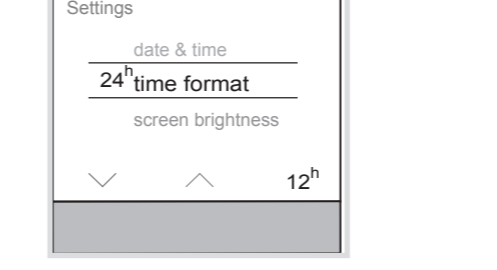 Settings
date & time
24h time format
screen brightness
12h